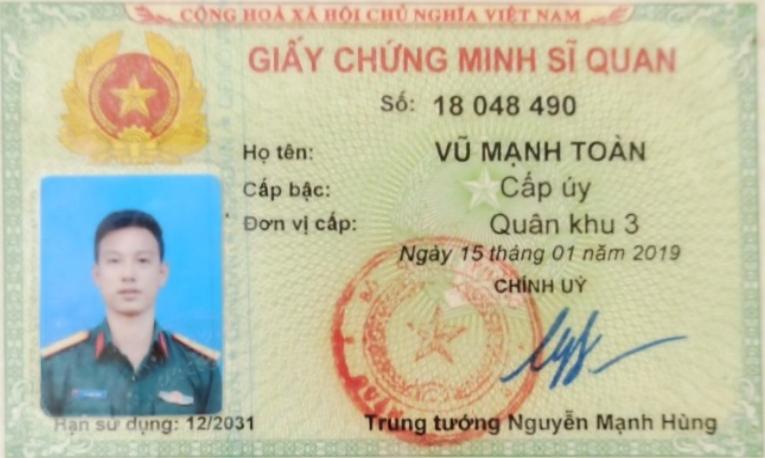 CỘNG HOÀ XÃ HỘI CHỦ NGHĨA VIỆT NAM
GIẤY CHỨNG MINH SĨ QUAN
Số: 18 048 490
Họ tên: VŨ MẠNH TOÀN
Cấp bậc: Cấp úy
Đơn vị cấp: Quân khu 3
Ngày 15 tháng 01 năm 2019
CHÍNH UỶ
Hạn sử dụng: 12/2031
Trung tướng Nguyễn Mạnh Hùng